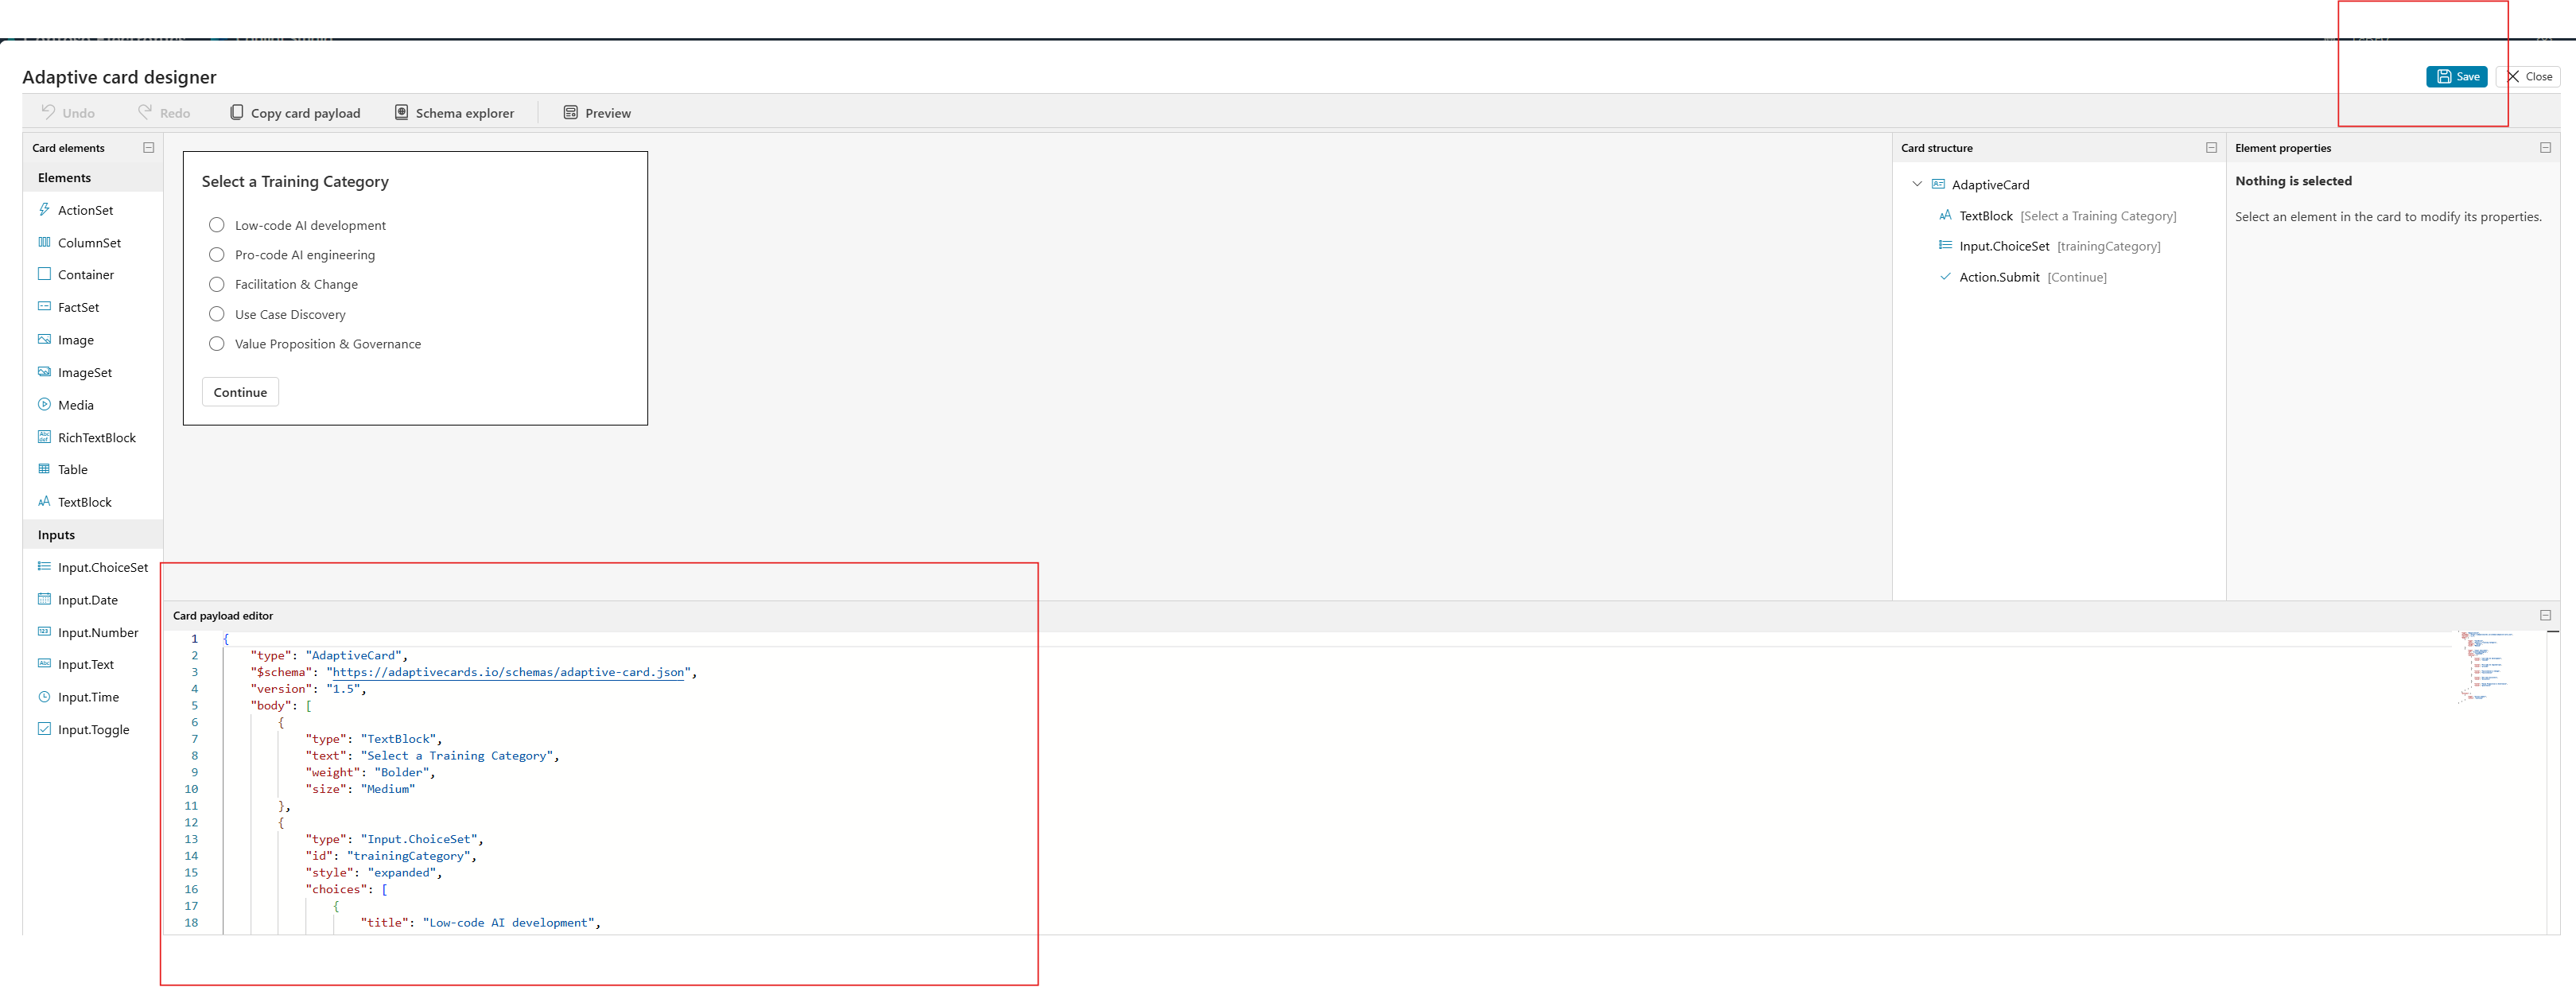 Adaptive card designer
Save
Close
Undo
Redo
Copy card payload
Schema explorer
Preview
Card elements
Elements
ActionSet
ColumnSet
Container
FactSet
Image
ImageSet
Media
RichTextBlock
Table
TextBlock
Inputs
Input.ChoiceSet
Input.Date
Input.Number
Input.Text
Input.Time
Input.Toggle
Select a Training Category
Low-code AI development
Pro-code AI engineering
Facilitation & Change
Use Case Discovery
Value Proposition & Governance
Continue
Card structure
AdaptiveCard
TextBlock [Select a Training Category]
Input.ChoiceSet [trainingCategory]
Action.Submit [Continue]
Element properties
Nothing is selected
Select an element in the card to modify its properties.
Card payload editor
1 {
2 "type": "AdaptiveCard",
3 "$schema": "https://adaptivecards.io/schemas/adaptive-card.json",
4 "version": "1.5",
5 "body": [
6 {
7 "type": "TextBlock",
8 "text": "Select a Training Category",
9 "weight": "Bolder",
10 "size": "Medium"
11 },
12 {
13 "type": "Input.ChoiceSet",
14 "id": "trainingCategory",
15 "style": "expanded",
16 "choices": [
17 {
18 "title": "Low-code AI development",